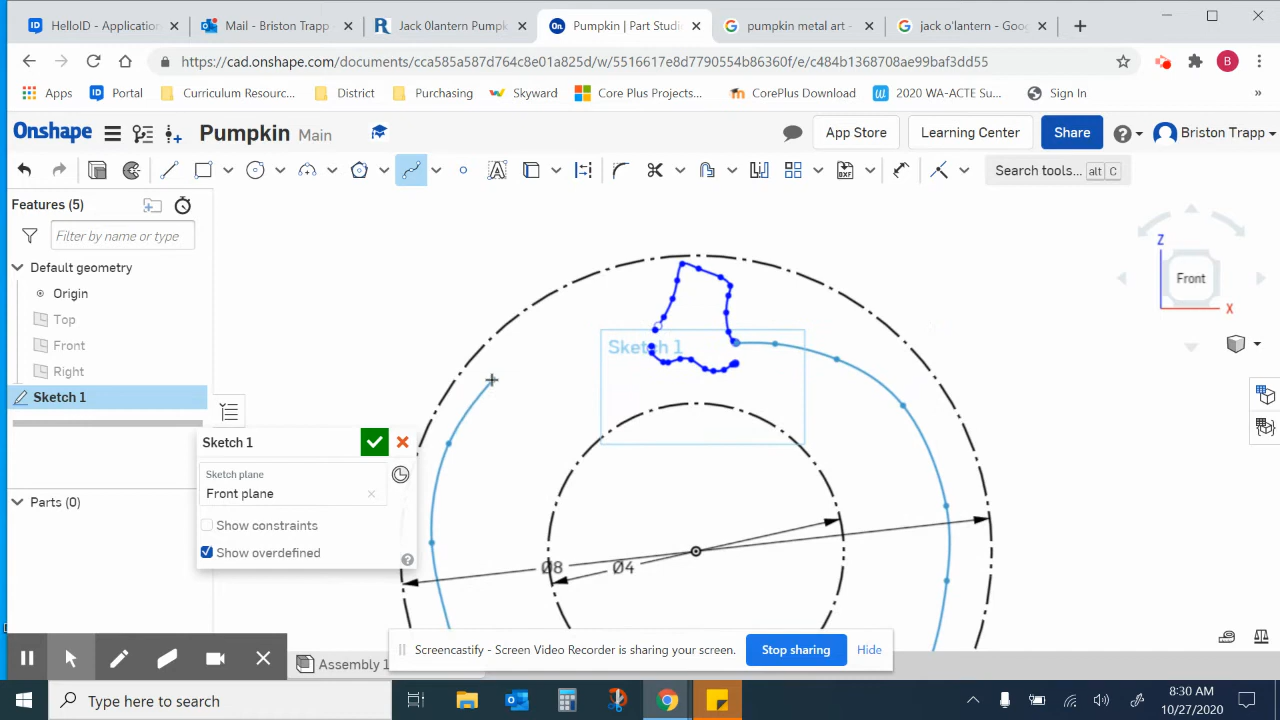 HelloID - Application
Mail - Briston Trapp
Jack 0lantern Pumpk
On
Pumpkin | Part Studi
pumpkin metal art -
jack o'lantern - Goog
https://cad.onshape.com/documents/cca585a587d764c8e01a825d/w/5516617e8d7790554b86360f/e/c484b1368708ae99baf3dd55
B
Apps
Portal
Curriculum Resourc...
District
Purchasing
Skyward
Core Plus Projects...
CorePlus Download
2020 WA-ACTE Su...
Sign In
»
Onshape
Pumpkin Main
App Store
Learning Center
Share
Briston Trapp
Search tools... alt C
Features (5)
Filter by name or type
Default geometry
Origin
Top
Front
Right
Sketch 1
Sketch 1
Sketch plane
Front plane
Show constraints
Show overdefined
Parts (0)
Sketch 1
Ø8
Ø4
Z
Front
X
Assembly 1
Screencastify - Screen Video Recorder is sharing your screen.
Stop sharing
Hide
Type here to search
8:30 AM
10/27/2020